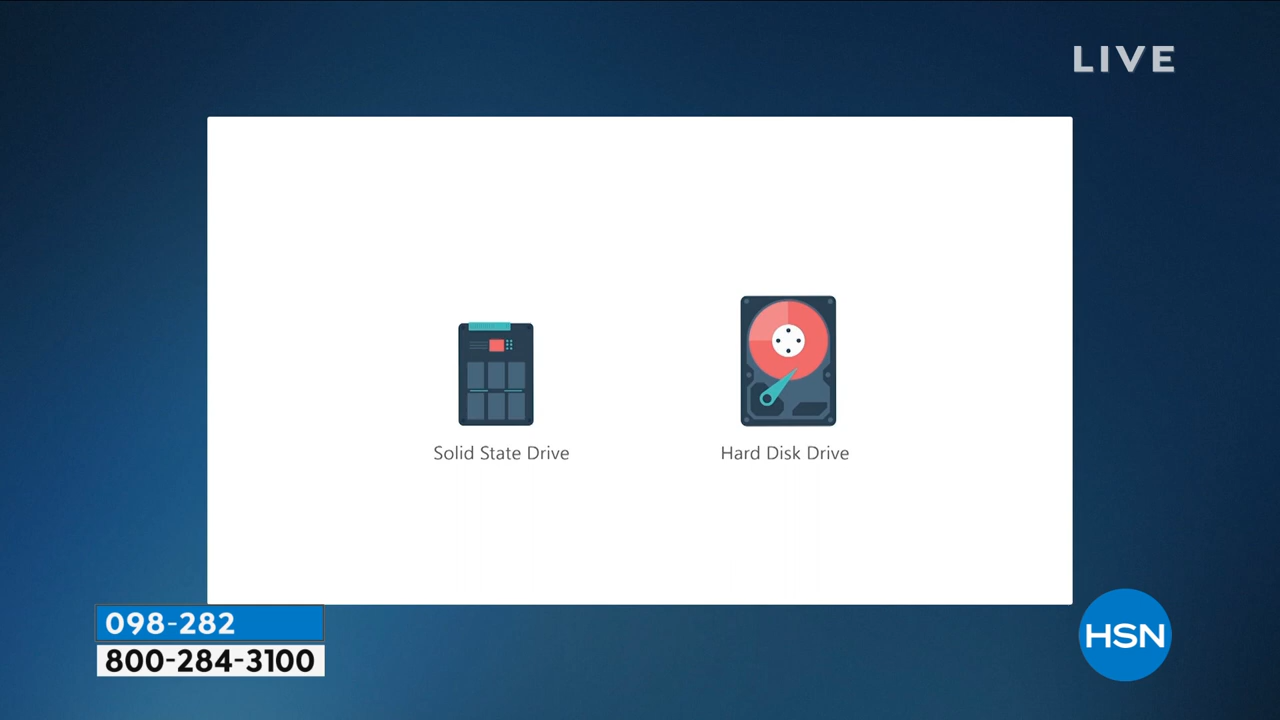 LIVE
Solid State Drive
Hard Disk Drive
098-282
800-284-3100
HSN